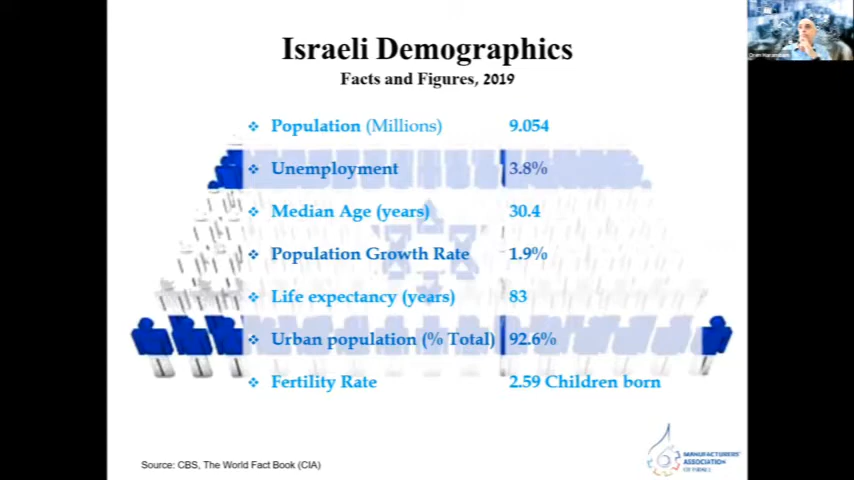 Israeli Demographics
Facts and Figures, 2019
❖ Population (Millions) 9.054
❖ Unemployment 3.8%
❖ Median Age (years) 30.4
❖ Population Growth Rate 1.9%
❖ Life expectancy (years) 83
❖ Urban population (% Total) 92.6%
❖ Fertility Rate 2.59 Children born
Source: CBS, The World Fact Book (CIA)
MANUFACTURERS'
ASSOCIATION
OF ISRAEL